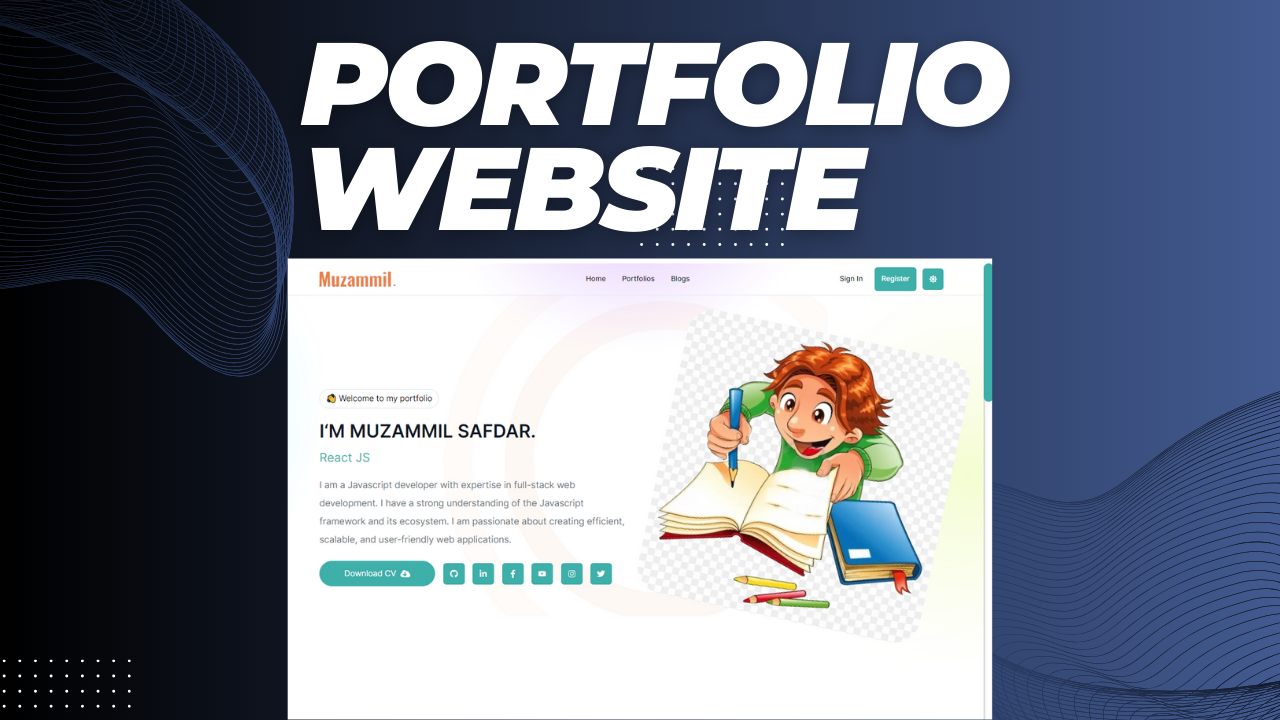 PORTFOLIO
WEBSITE
Muzammil.
Home Portfolios Blogs Sign In Register
Welcome to my portfolio
I‘M MUZAMMIL SAFDAR.
React JS
I am a Javascript developer with expertise in full-stack web
development. I have a strong understanding of the Javascript
framework and its ecosystem. I am passionate about creating efficient,
scalable, and user-friendly web applications.
Download CV